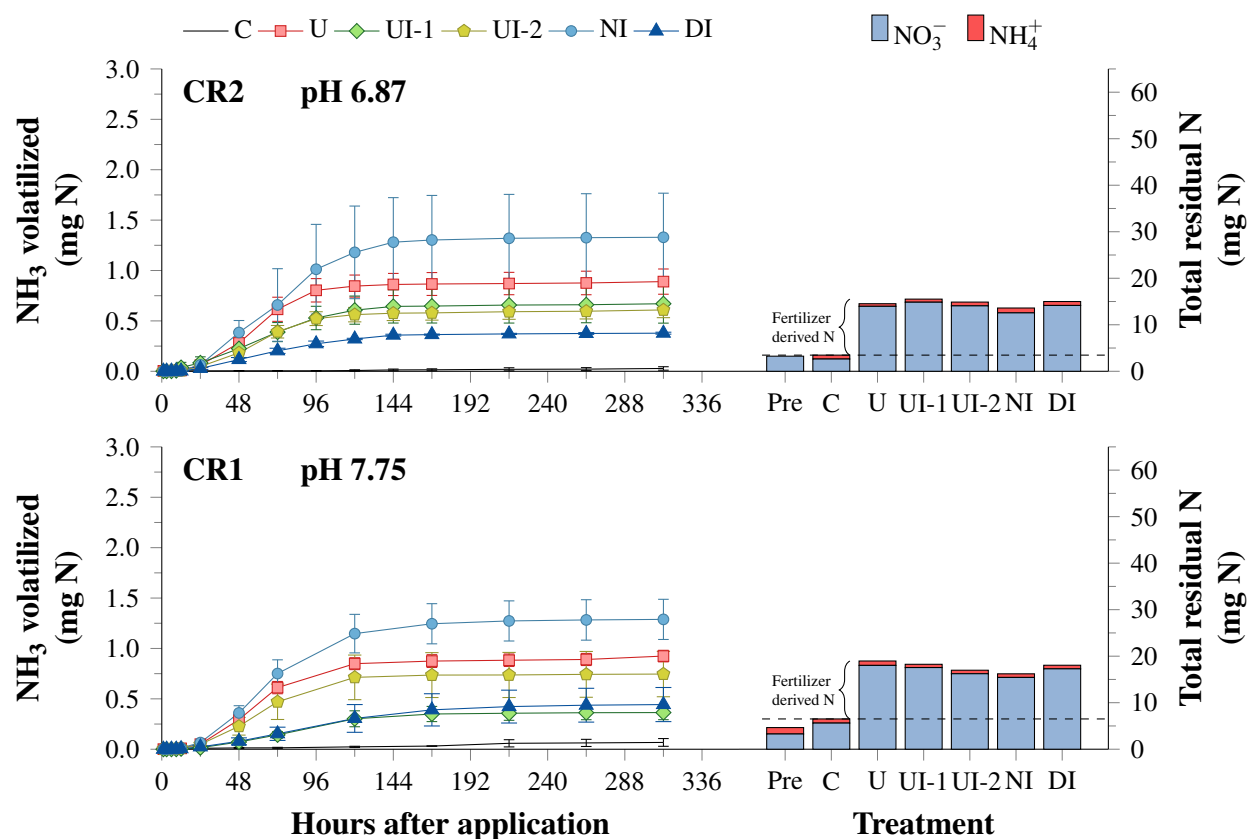 C U UI-1 UI-2 NI DI NO₃⁻ NH₄⁺
CR2 pH 6.87
NH₃ volatilized
(mg N)
3.0
2.5
2.0
1.5
1.0
0.5
0.0
0 48 96 144 192 240 288 336
Fertilizer
derived N
Pre C U UI-1 UI-2 NI DI
60
50
40
30
20
10
0
Total residual N
(mg N)
CR1 pH 7.75
NH₃ volatilized
(mg N)
3.0
2.5
2.0
1.5
1.0
0.5
0.0
0 48 96 144 192 240 288 336
Hours after application
Fertilizer
derived N
Pre C U UI-1 UI-2 NI DI
Treatment
60
50
40
30
20
10
0
Total residual N
(mg N)